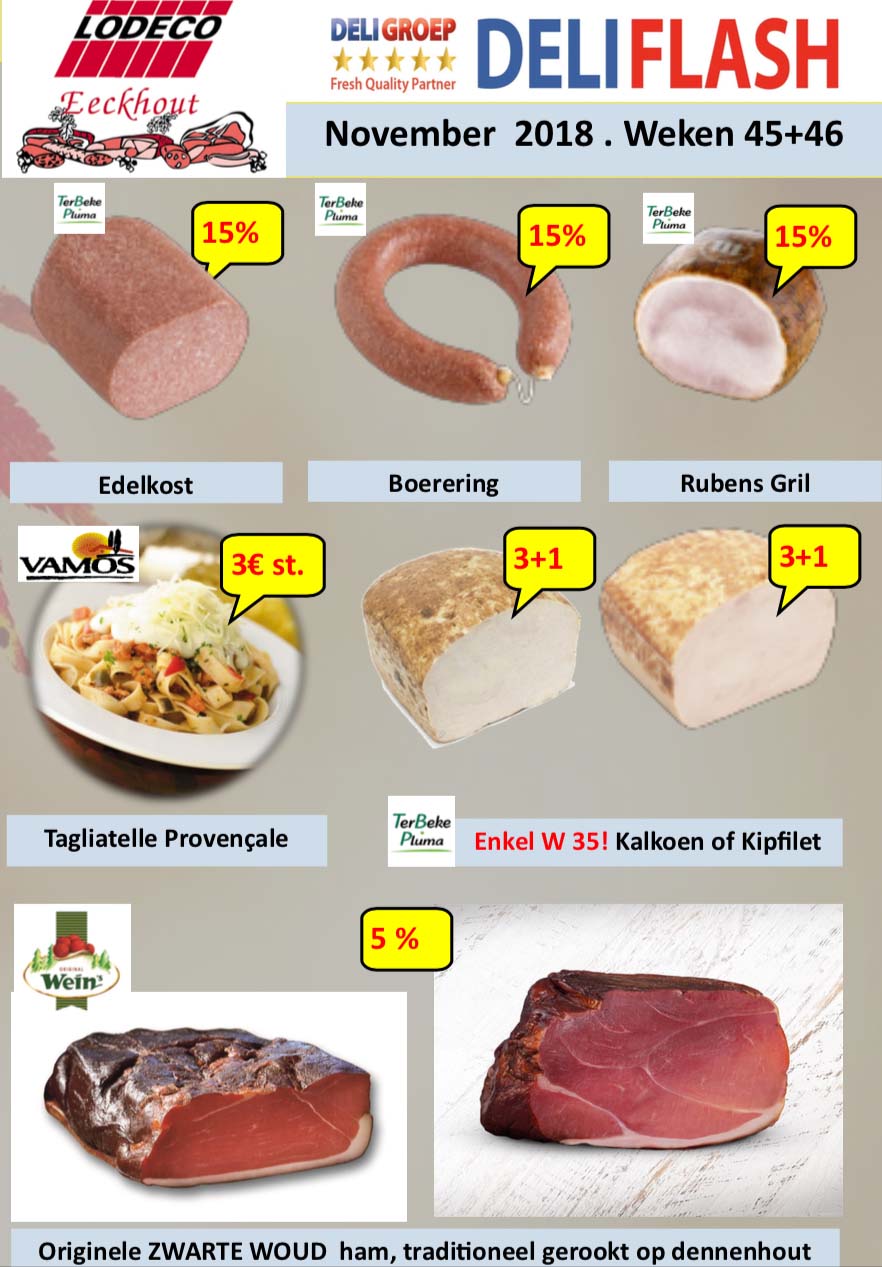 LODECO
Eeckhout
DELIGROEP
Fresh Quality Partner
DELIFLASH
November 2018 . Weken 45+46
TerBeke
Pluma
15%
TerBeke
Pluma
15%
TerBeke
Pluma
15%
Edelkost
Boerering
Rubens Gril
VAMOS
3€ st.
3+1
3+1
Tagliatelle Provençale
TerBeke
Pluma
Enkel W 35! Kalkoen of Kipfilet
ORIGINAL
Wein's
5 %
Originele ZWARTE WOUD ham, traditioneel gerookt op dennenhout